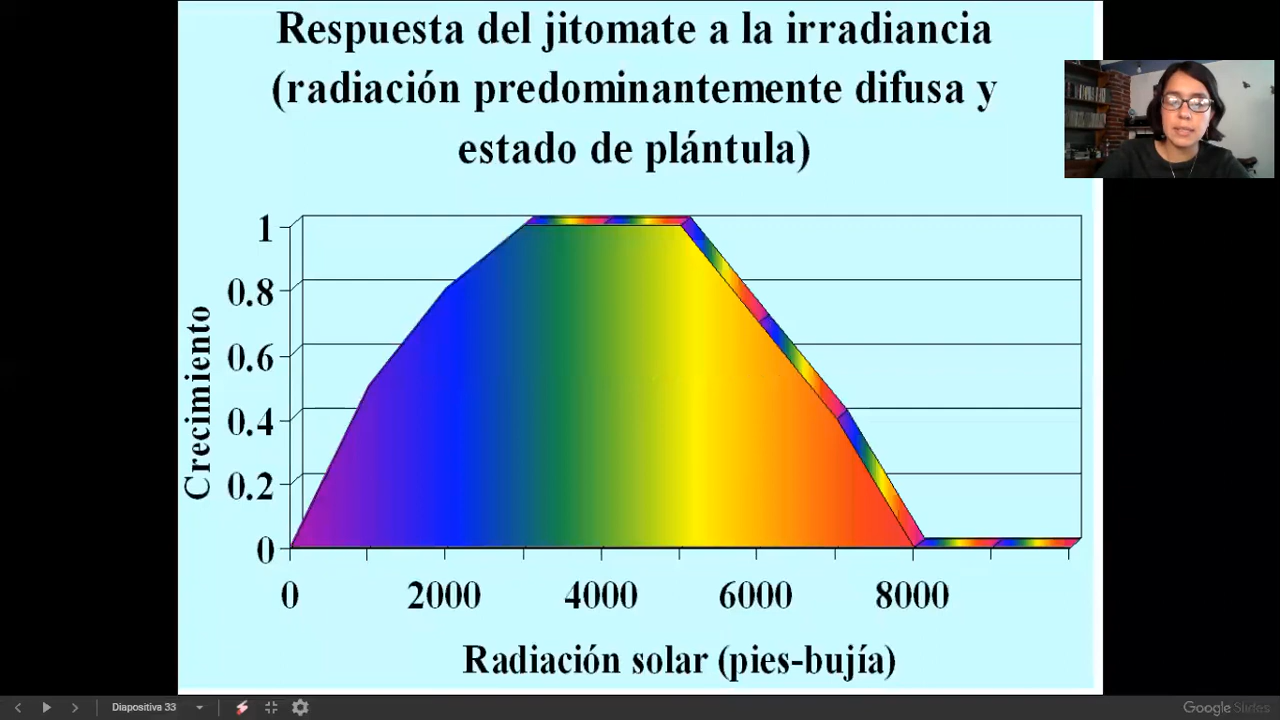 Respuesta del jitomate a la irradiancia
(radiación predominantemente difusa y
estado de plántula)
1
0.8
0.6
0.4
0.2
0
Crecimiento
0 2000 4000 6000 8000
Radiación solar (pies-bujía)
Diapositiva 33
Google Slides